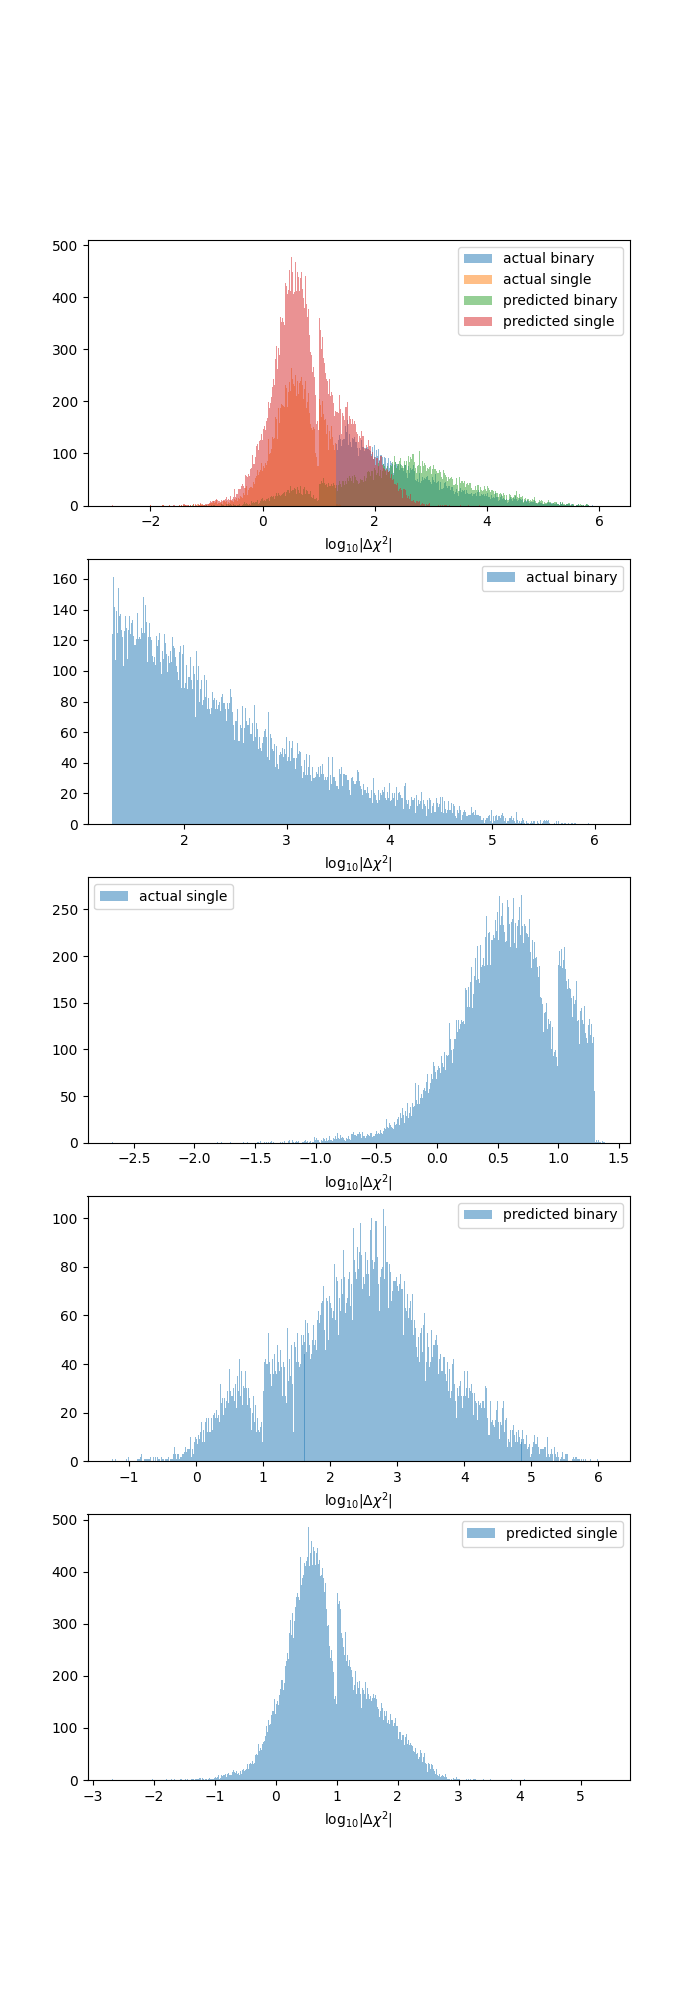 500
400
300
200
100
0
actual binary
actual single
predicted binary
predicted single
−2 0 2 4 6
log₁₀|Δχ²|
160
140
120
100
80
60
40
20
0
actual binary
2 3 4 5 6
log₁₀|Δχ²|
250
200
150
100
50
0
actual single
−2.5 −2.0 −1.5 −1.0 −0.5 0.0 0.5 1.0 1.5
log₁₀|Δχ²|
100
80
60
40
20
0
predicted binary
−1 0 1 2 3 4 5 6
log₁₀|Δχ²|
500
400
300
200
100
0
predicted single
−3 −2 −1 0 1 2 3 4 5
log₁₀|Δχ²|